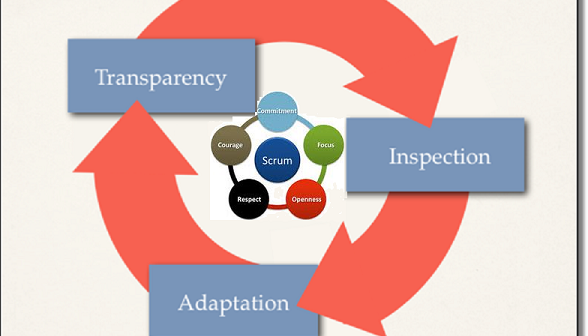 Transparency
Commitment
Courage
Focus
Scrum
Inspection
Respect
Openness
Adaptation